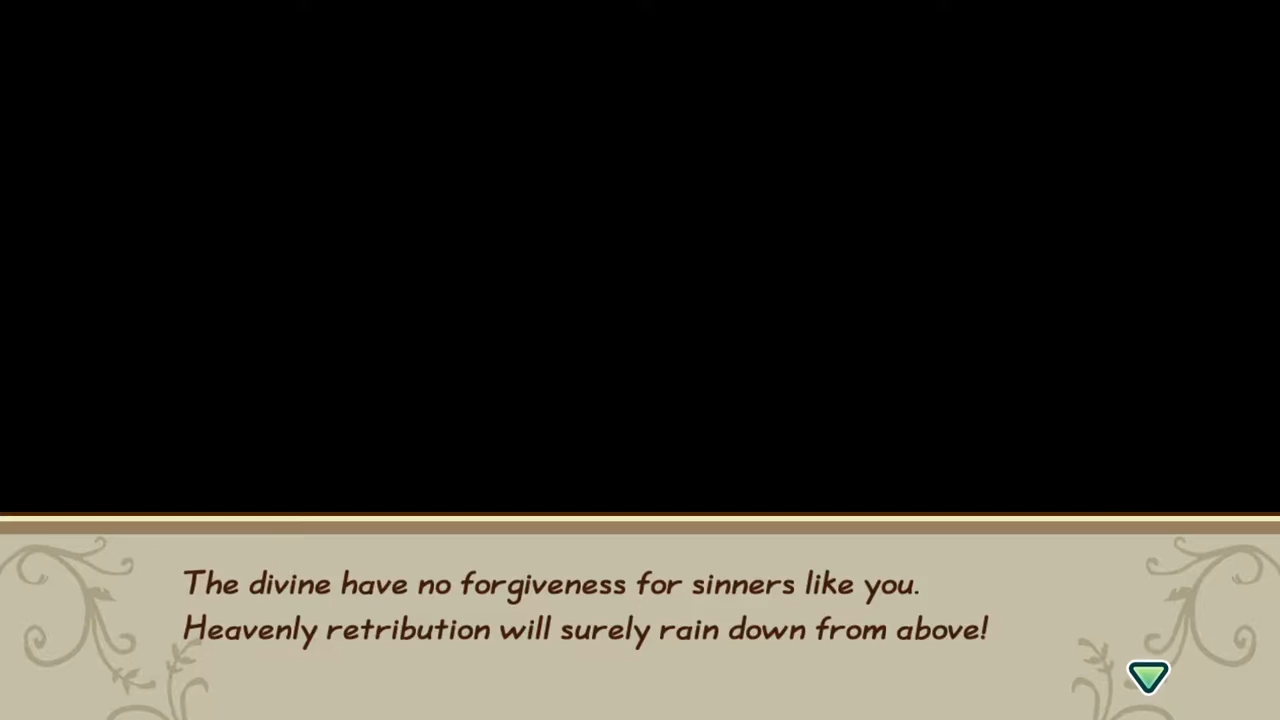 The divine have no forgiveness for sinners like you.
Heavenly retribution will surely rain down from above!